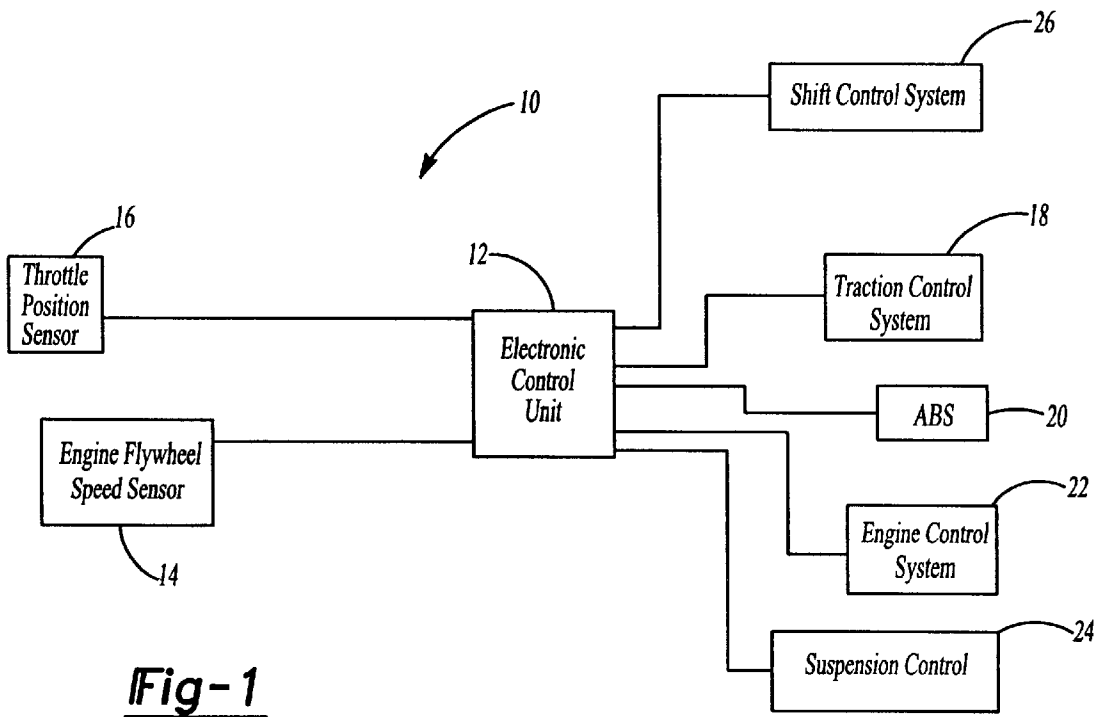 26
Shift Control System
10
16
Throttle
Position
Sensor
12
18
Traction Control
System
Electronic
Control
Unit
ABS
20
Engine Flywheel
Speed Sensor
14
22
Engine Control
System
24
Suspension Control
Fig-1